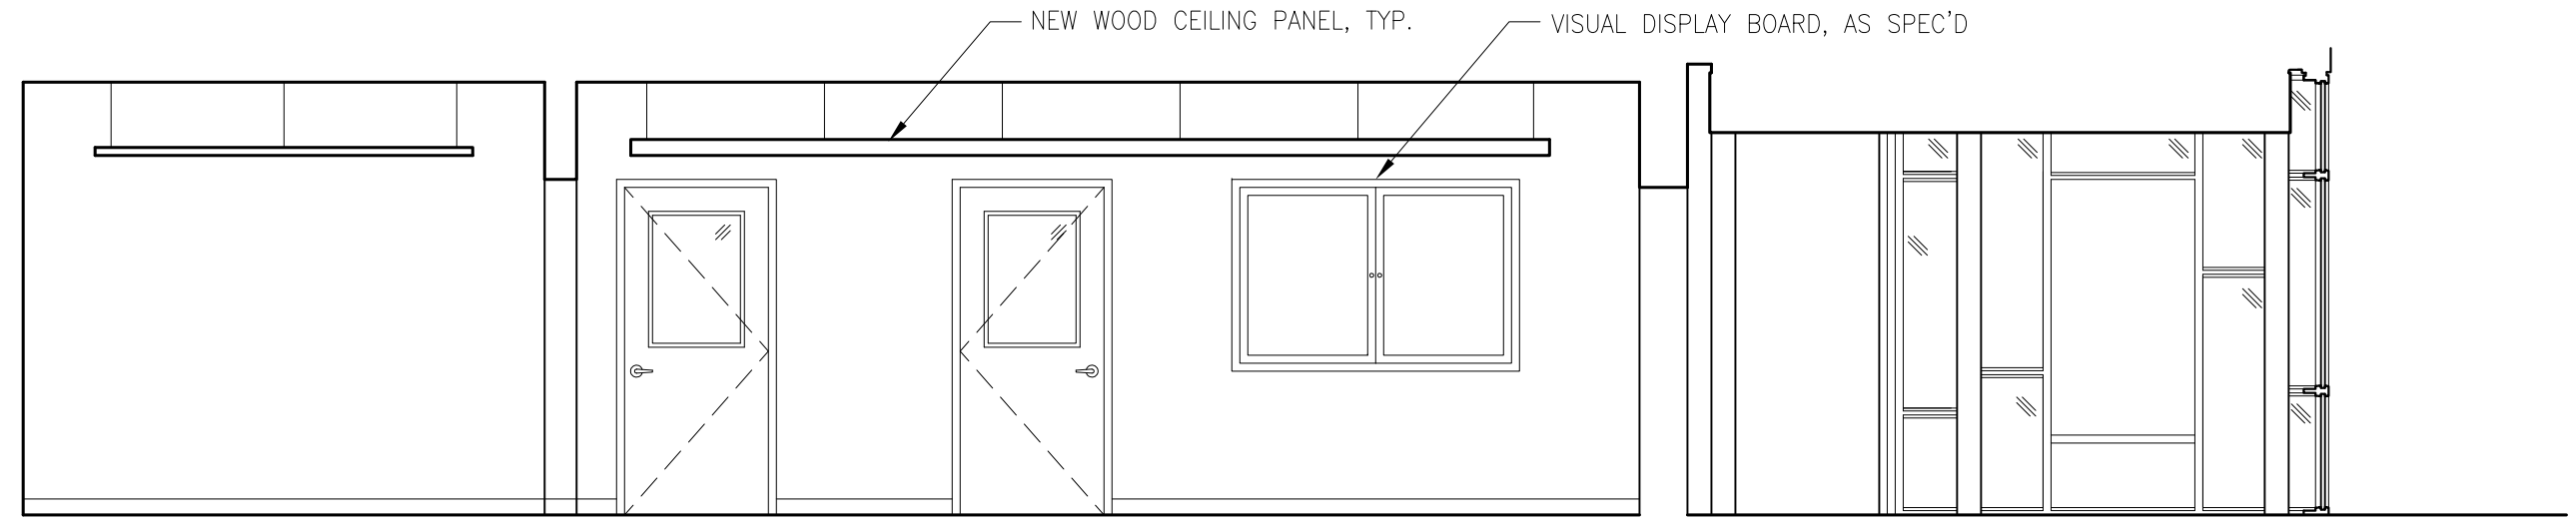 NEW WOOD CEILING PANEL, TYP.
VISUAL DISPLAY BOARD, AS SPEC'D